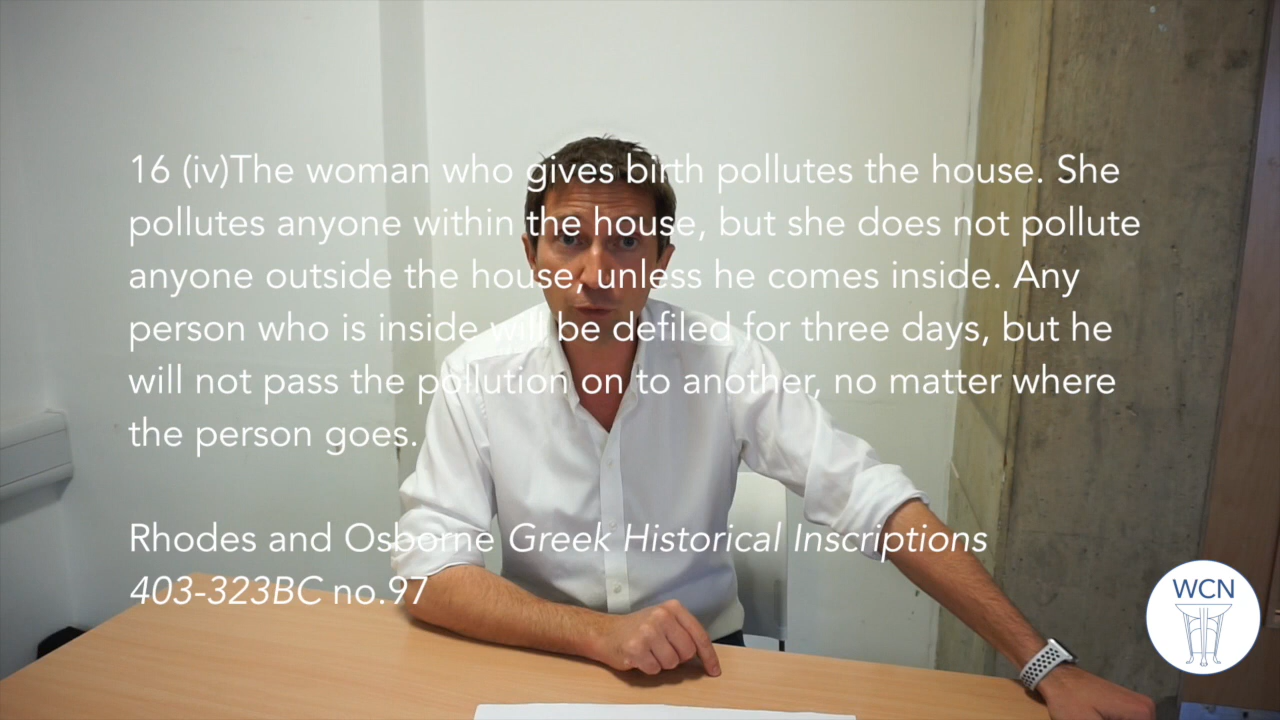 16 (iv)The woman who gives birth pollutes the house. She
pollutes anyone within the house, but she does not pollute
anyone outside the house, unless he comes inside. Any
person who is inside will be defiled for three days, but he
will not pass the pollution on to another, no matter where
the person goes.
Rhodes and Osborne Greek Historical Inscriptions
403-323BC no.97
WCN